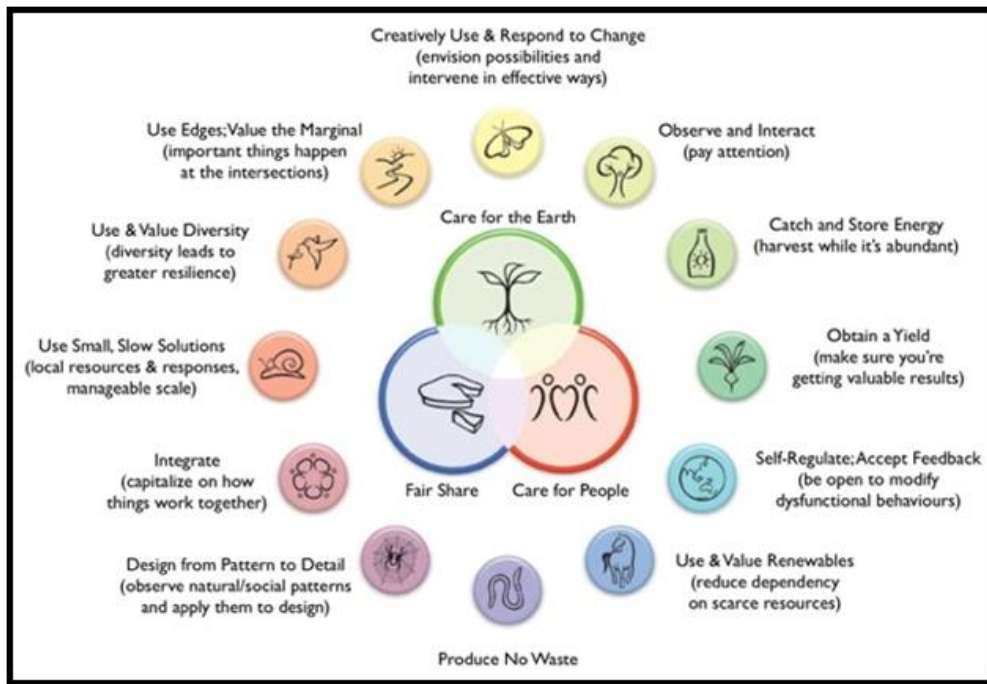 Creatively Use & Respond to Change
(envision possibilities and
intervene in effective ways)
Observe and Interact
(pay attention)
Catch and Store Energy
(harvest while it's abundant)
Obtain a Yield
(make sure you're
getting valuable results)
Self-Regulate; Accept Feedback
(be open to modify
dysfunctional behaviours)
Use & Value Renewables
(reduce dependency
on scarce resources)
Produce No Waste
Design from Pattern to Detail
(observe natural/social patterns
and apply them to design)
Integrate
(capitalize on how
things work together)
Use Small, Slow Solutions
(local resources & responses,
manageable scale)
Use & Value Diversity
(diversity leads to
greater resilience)
Use Edges; Value the Marginal
(important things happen
at the intersections)
Care for the Earth
Fair Share
Care for People